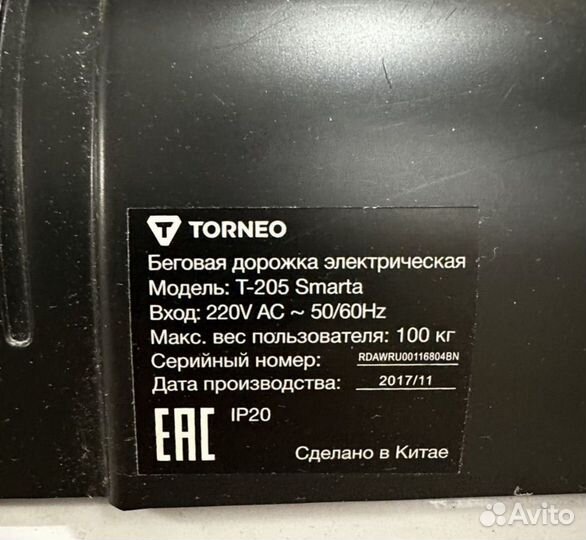 TORNEO
Беговая дорожка электрическая
Модель: T-205 Smarta
Вход: 220V AC ~ 50/60Hz
Макс. вес пользователя: 100 кг
Серийный номер: RDAWRU00116804BN
Дата производства: 2017/11
EAC IP20
Сделано в Китае
Avito